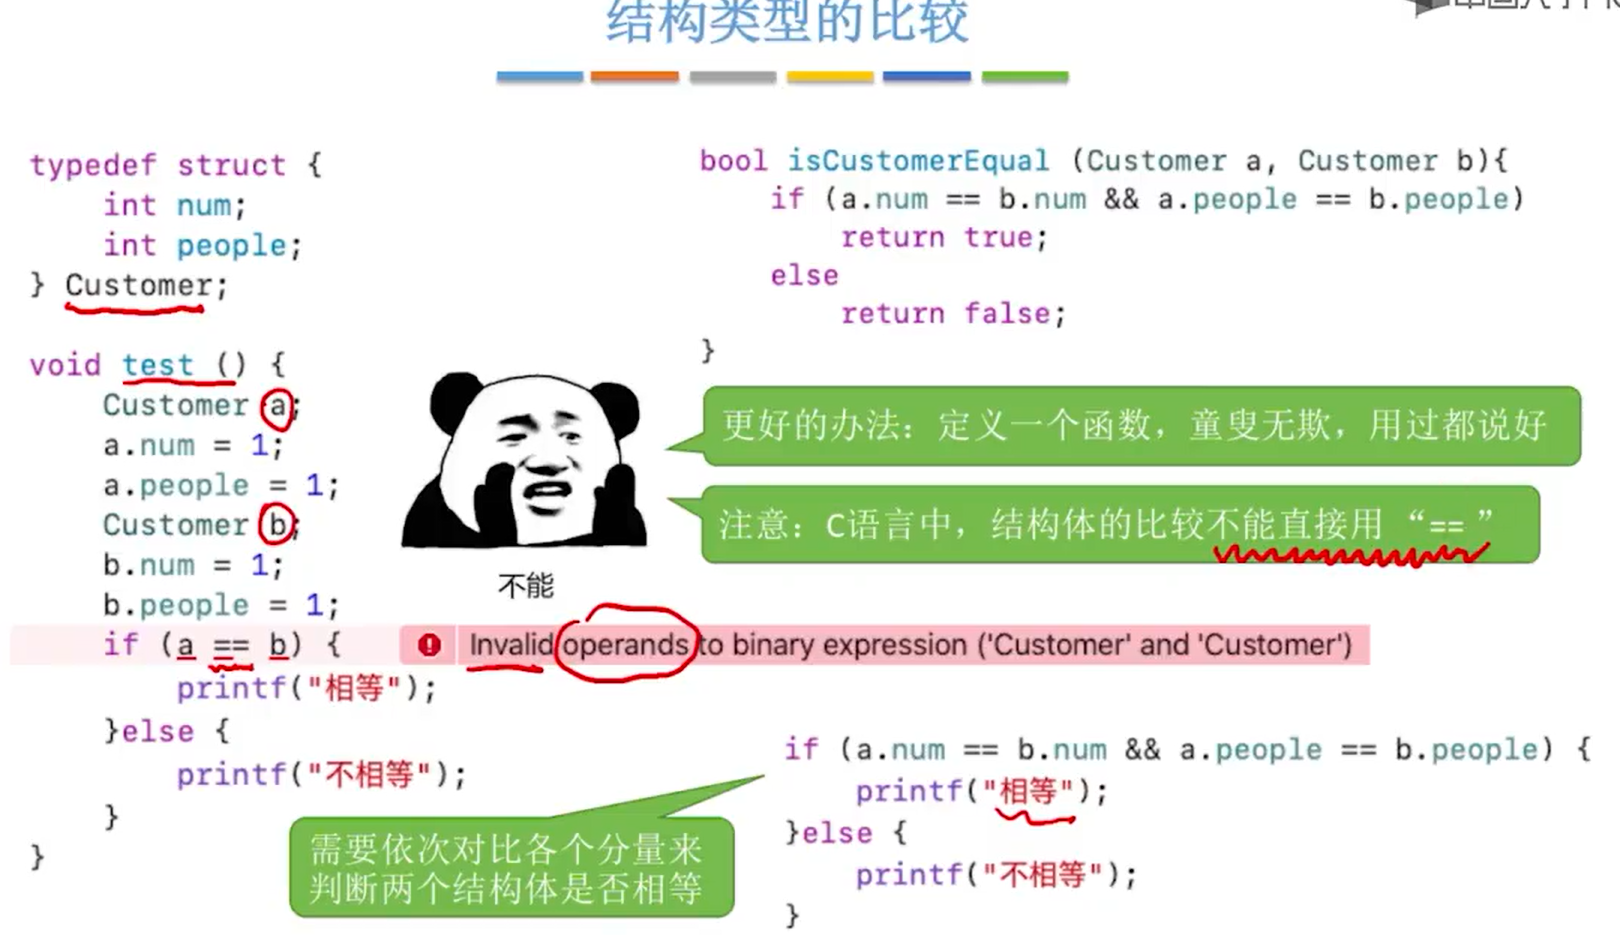 结构类型的比较
typedef struct {
int num;
int people;
} Customer;
void test () {
Customer a;
a.num = 1;
a.people = 1;
Customer b;
b.num = 1;
b.people = 1;
if (a == b) {
Invalid operands to binary expression ('Customer' and 'Customer')
printf("相等");
}else {
printf("不相等");
}
}
不能
bool isCustomerEqual (Customer a, Customer b){
if (a.num == b.num && a.people == b.people)
return true;
else
return false;
}
更好的办法：定义一个函数，童叟无欺，用过都说好
注意：C语言中，结构体的比较不能直接用“==”
需要依次对比各个分量来
判断两个结构体是否相等
if (a.num == b.num && a.people == b.people) {
printf("相等");
}else {
printf("不相等");
}